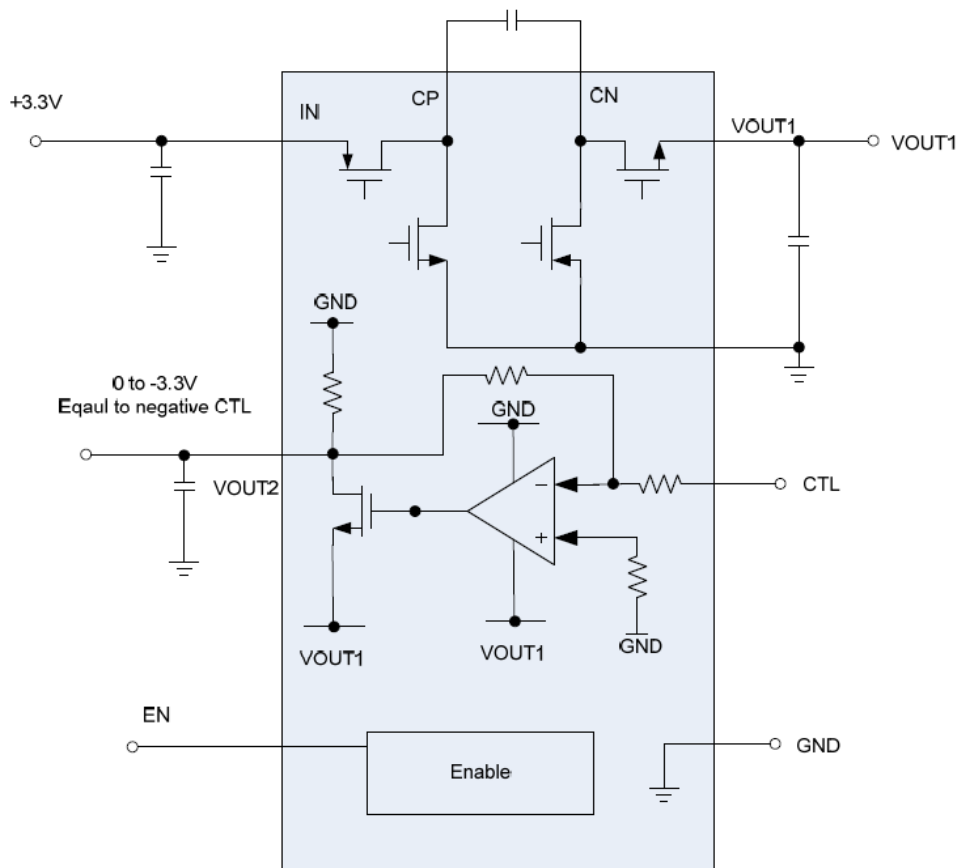 +3.3V
IN
CP
CN
VOUT1
VOUT1
GND
0 to -3.3V
Eqaul to negative CTL
GND
VOUT2
-
CTL
+
VOUT1
VOUT1
GND
EN
Enable
GND